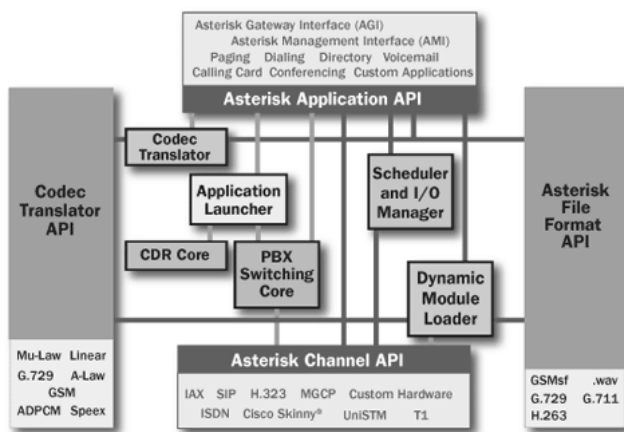 Asterisk Gateway Interface (AGI)
Asterisk Management Interface (AMI)
Paging Dialing Directory Voicemail
Calling Card Conferencing Custom Applications
Asterisk Application API
Codec
Translator
API
Mu-Law Linear
G.729 A-Law
GSM
ADPCM Speex
Codec
Translator
Application
Launcher
CDR Core
PBX
Switching
Core
Scheduler
and I/O
Manager
Dynamic
Module
Loader
Asterisk
File
Format
API
GSMsf .wav
G.729 G.711
H.263
Asterisk Channel API
IAX SIP H.323 MGCP Custom Hardware
ISDN Cisco Skinny® UniSTM T1